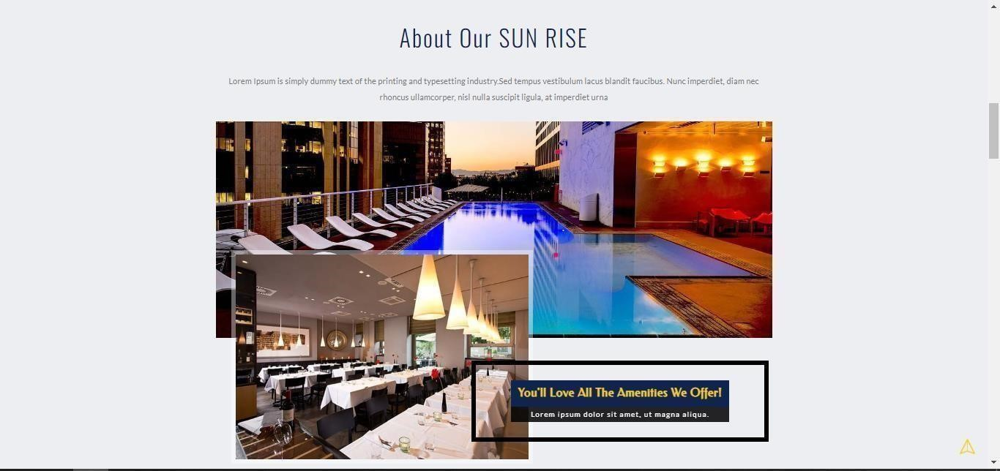 About Our SUN RISE
Lorem Ipsum is simply dummy text of the printing and typesetting industry.Sed tempus vestibulum lacus blandit faucibus. Nunc imperdiet, diam nec
rhoncus ullamcorper, nisl nulla suscipit ligula, at imperdiet urna
You'll Love All The Amenities We Offer!
Lorem ipsum dolor sit amet, ut magna aliqua.